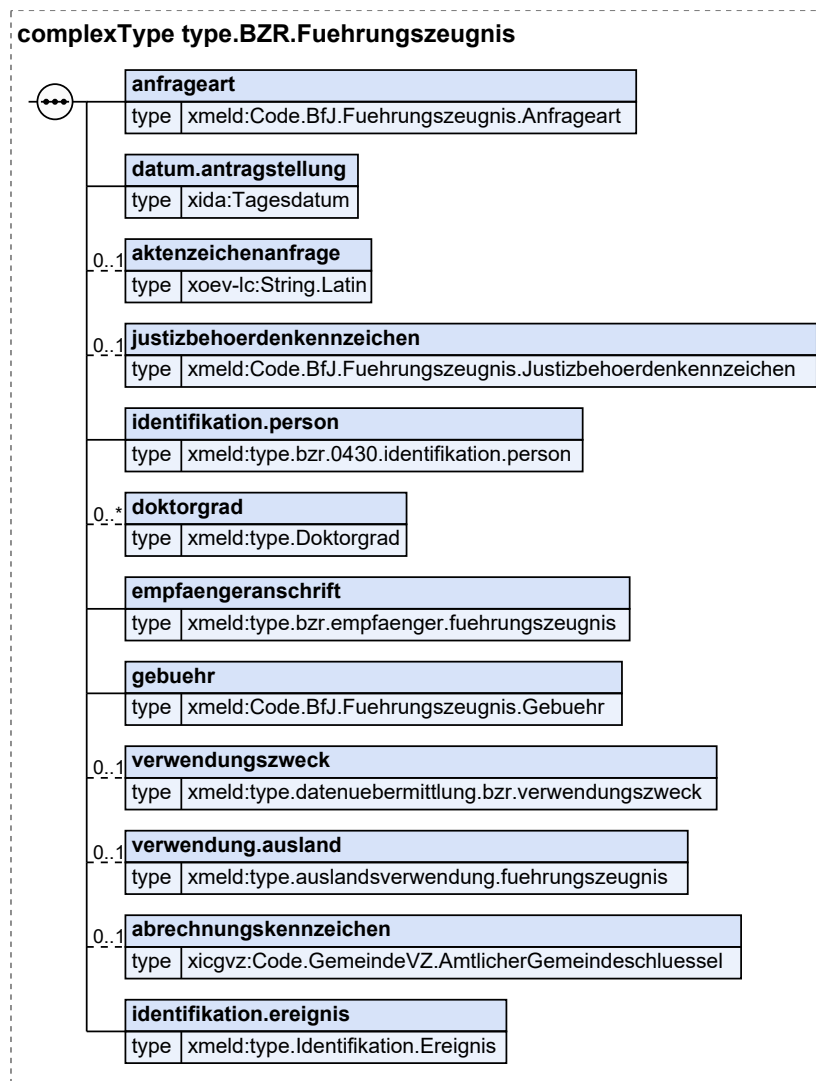 complexType type.BZR.Fuehrungszeugnis
anfrageart
type xmeld:Code.BfJ.Fuehrungszeugnis.Anfrageart
datum.antragstellung
type xida:Tagesdatum
0..1 aktenzeichenanfrage
type xoev-lc:String.Latin
0..1 justizbehoerdenkennzeichen
type xmeld:Code.BfJ.Fuehrungszeugnis.Justizbehoerdenkennzeichen
identifikation.person
type xmeld:type.bzr.0430.identifikation.person
0..* doktorgrad
type xmeld:type.Doktorgrad
empfaengeranschrift
type xmeld:type.bzr.empfaenger.fuehrungszeugnis
gebuehr
type xmeld:Code.BfJ.Fuehrungszeugnis.Gebuehr
0..1 verwendungszweck
type xmeld:type.datenuebermittlung.bzr.verwendungszweck
0..1 verwendung.ausland
type xmeld:type.auslandsverwendung.fuehrungszeugnis
0..1 abrechnungskennzeichen
type xicgvz:Code.GemeindeVZ.AmtlicherGemeindeschluessel
identifikation.ereignis
type xmeld:type.Identifikation.Ereignis